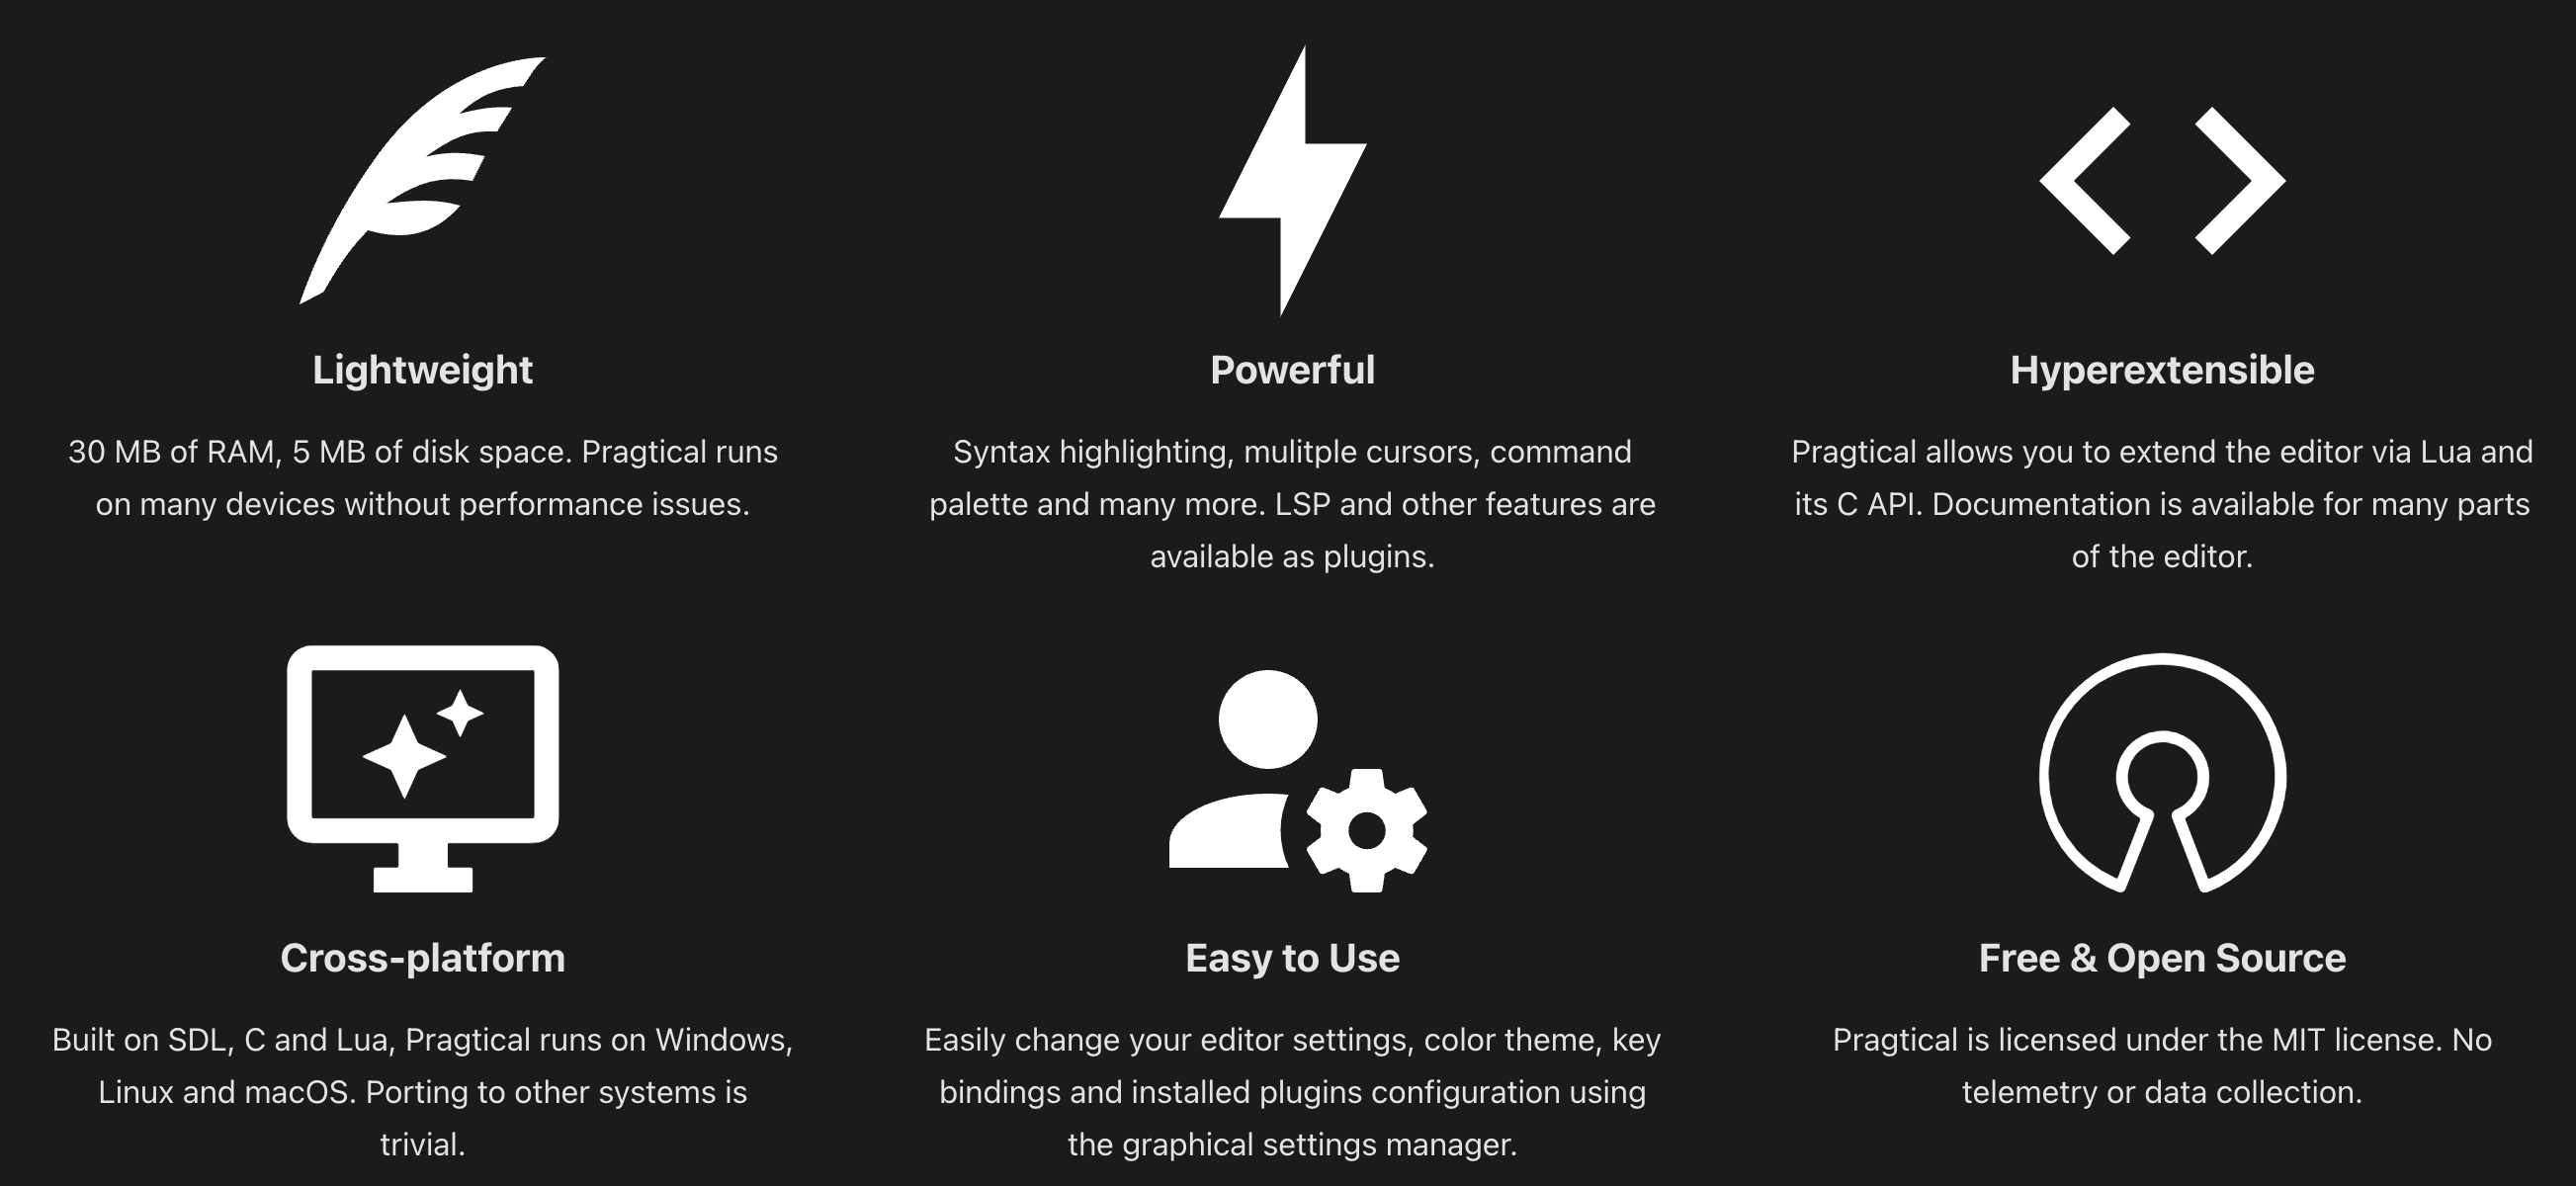 Lightweight
30 MB of RAM, 5 MB of disk space. Pragtical runs
on many devices without performance issues.
Powerful
Syntax highlighting, mulitple cursors, command
palette and many more. LSP and other features are
available as plugins.
Hyperextensible
Pragtical allows you to extend the editor via Lua and
its C API. Documentation is available for many parts
of the editor.
Cross-platform
Built on SDL, C and Lua, Pragtical runs on Windows,
Linux and macOS. Porting to other systems is
trivial.
Easy to Use
Easily change your editor settings, color theme, key
bindings and installed plugins configuration using
the graphical settings manager.
Free & Open Source
Pragtical is licensed under the MIT license. No
telemetry or data collection.